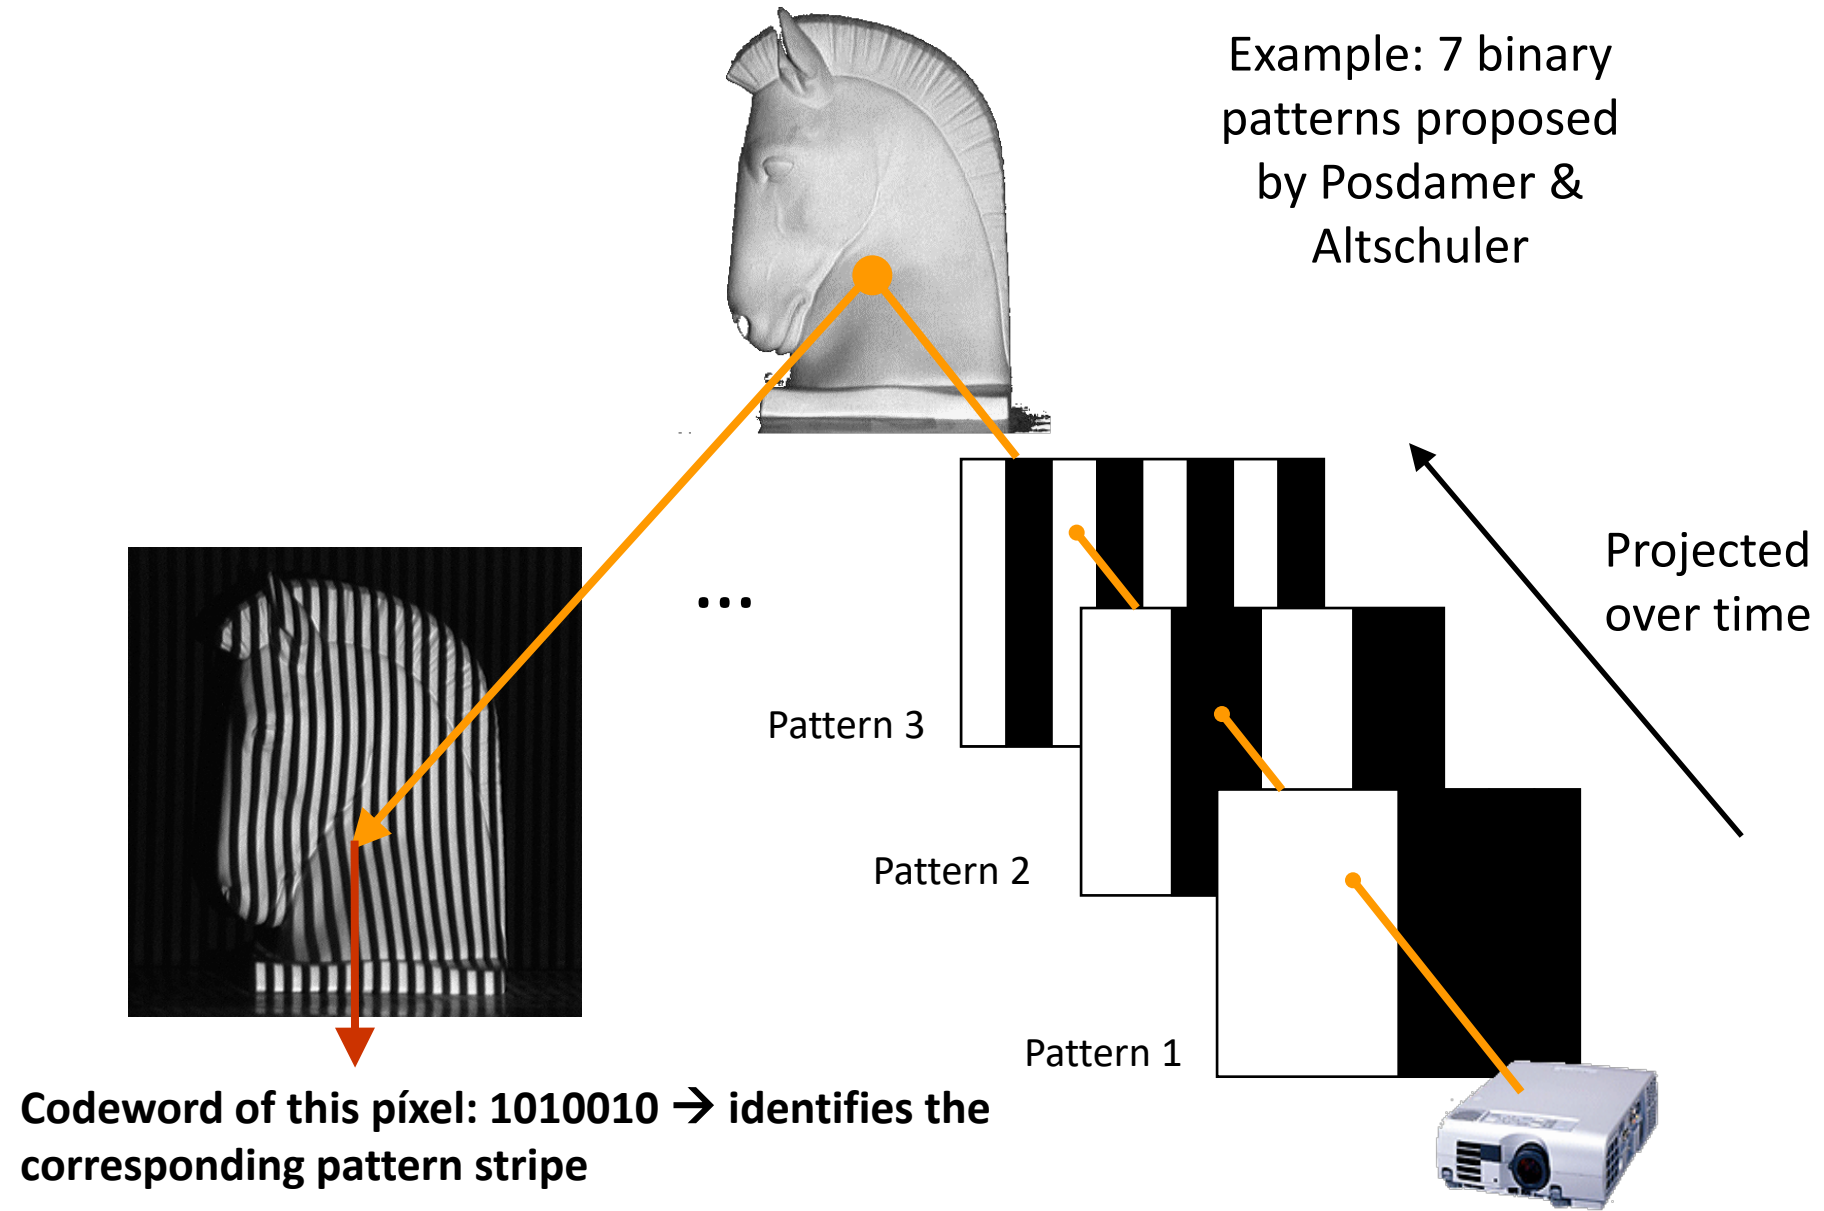 Example: 7 binary
patterns proposed
by Posdamer &
Altschuler
Projected
over time
...
Pattern 3
Pattern 2
Pattern 1
Codeword of this píxel: 1010010 → identifies the
corresponding pattern stripe